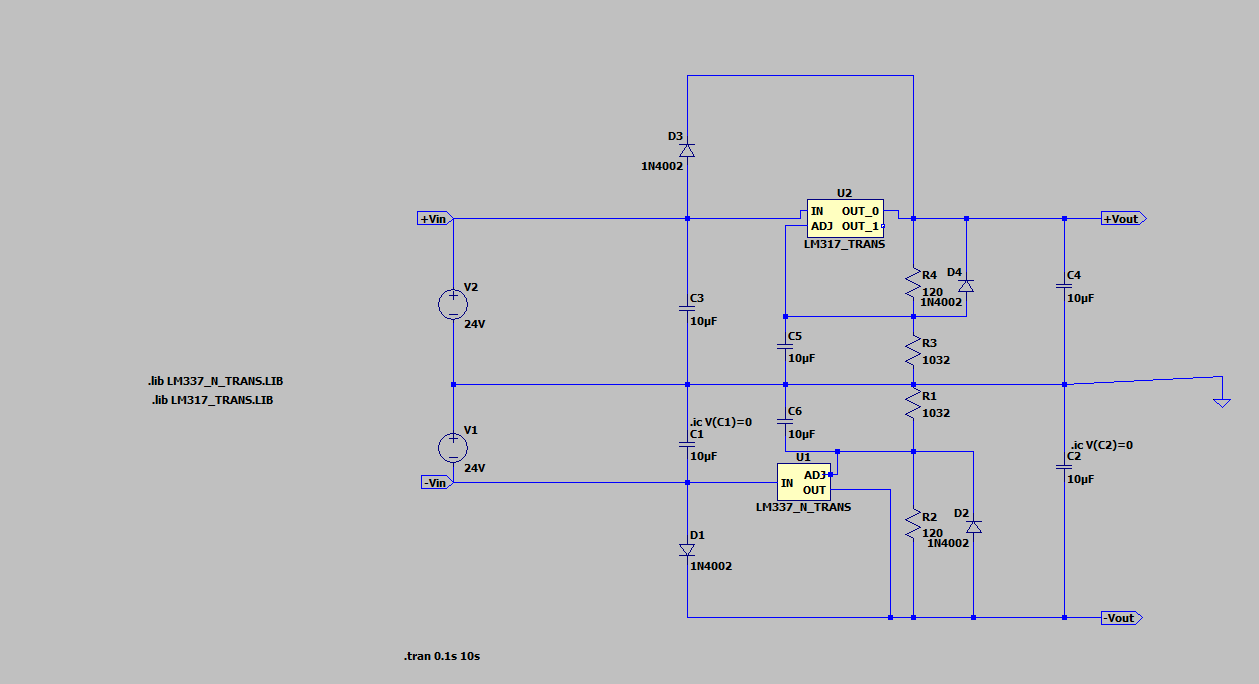 D3
1N4002
U2
+Vin
IN OUT_0
ADJ OUT_1
LM317_TRANS
+Vout
V2
24V
C3
10µF
R4
120
D4
1N4002
C4
10µF
C5
10µF
R3
1032
.lib LM337_N_TRANS.LIB
.lib LM317_TRANS.LIB
V1
24V
-Vin
.ic V(C1)=0
C1
10µF
C6
10µF
R1
1032
U1
ADJ
IN
OUT
LM337_N_TRANS
.ic V(C2)=0
C2
10µF
D1
1N4002
R2
120
D2
1N4002
-Vout
.tran 0.1s 10s